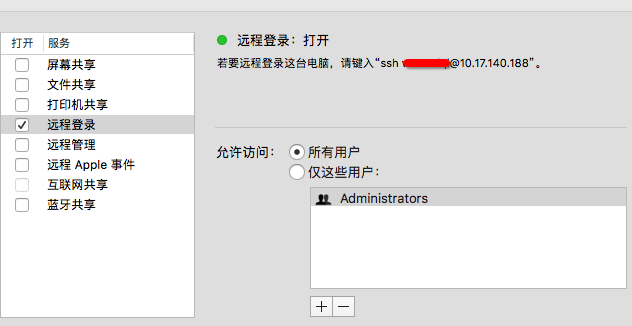 打开 服务
屏幕共享
文件共享
打印机共享
远程登录
远程管理
远程 Apple 事件
互联网共享
蓝牙共享
远程登录：打开
若要远程登录这台电脑，请键入“ssh @10.17.140.188”。
允许访问：
所有用户
仅这些用户：
Administrators